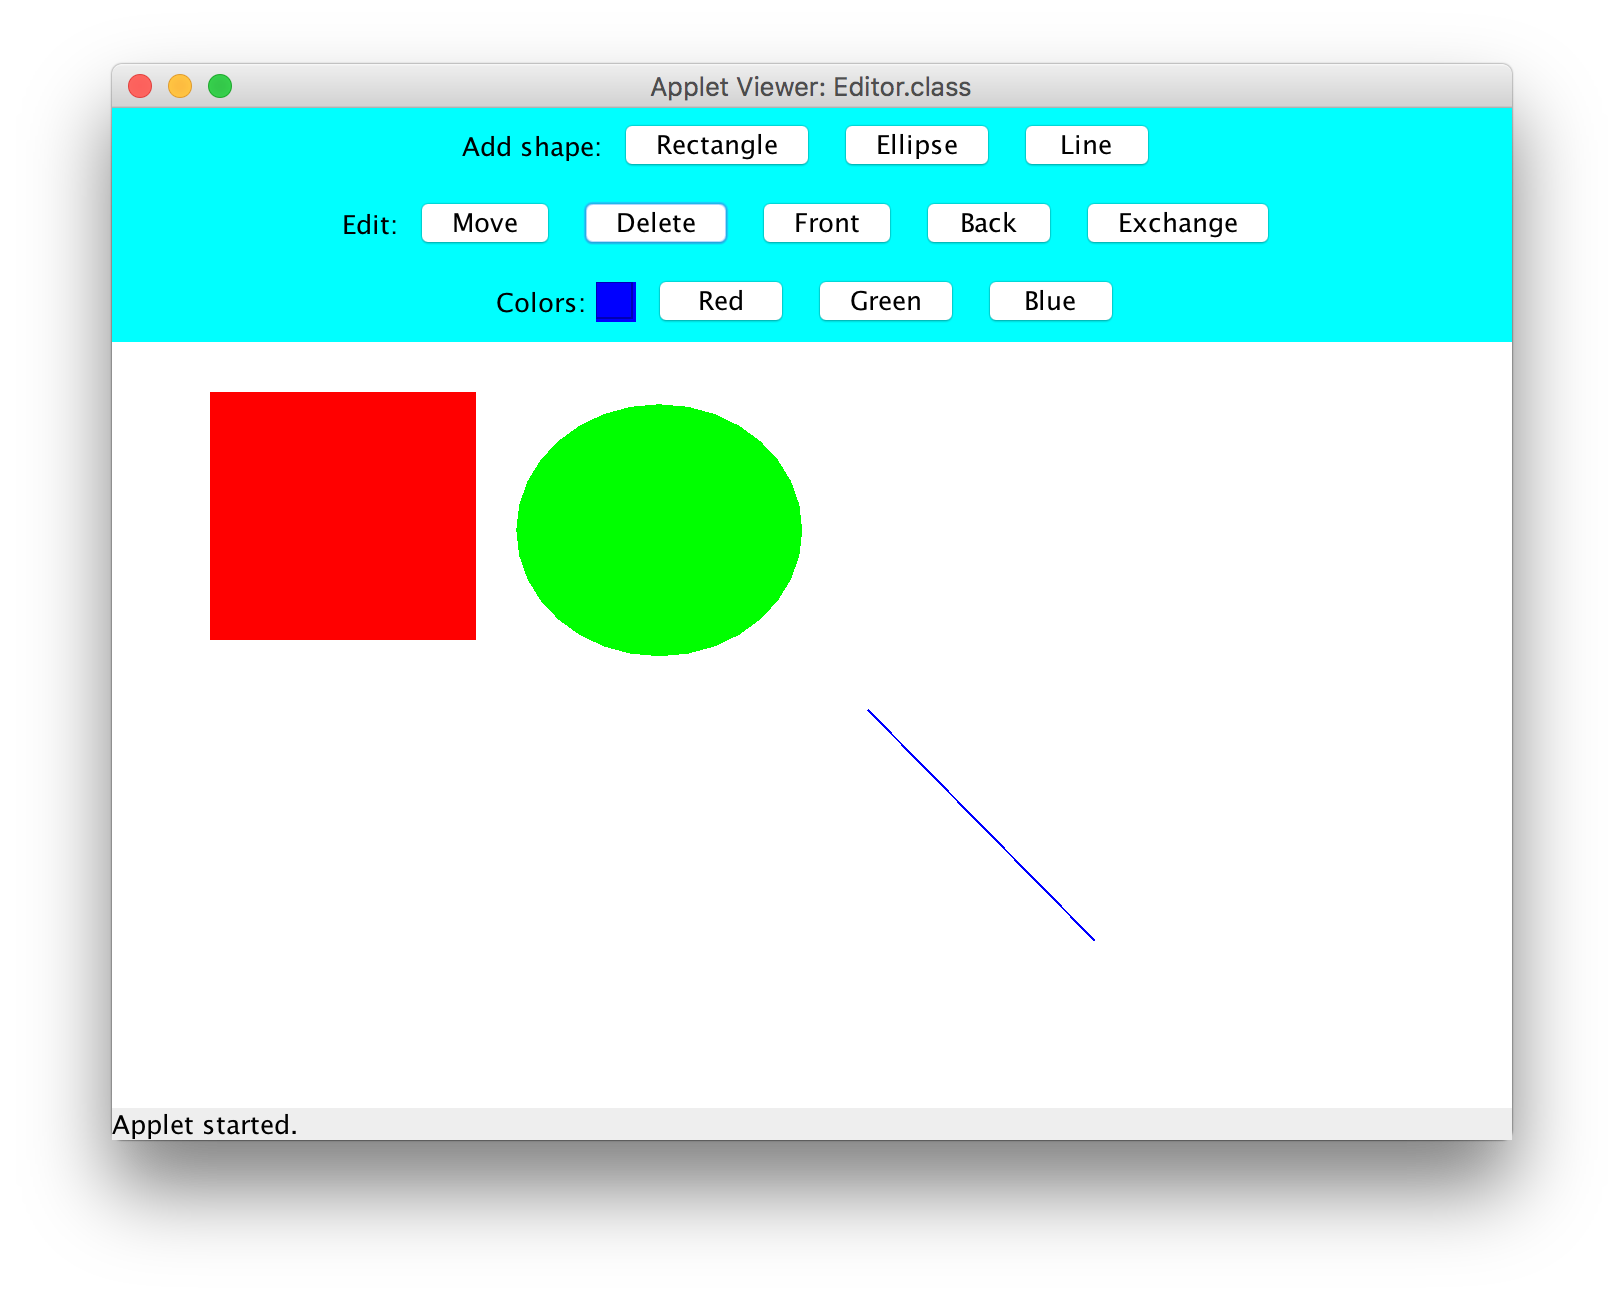 Applet Viewer: Editor.class
Add shape: Rectangle Ellipse Line
Edit: Move Delete Front Back Exchange
Colors: Red Green Blue
Applet started.